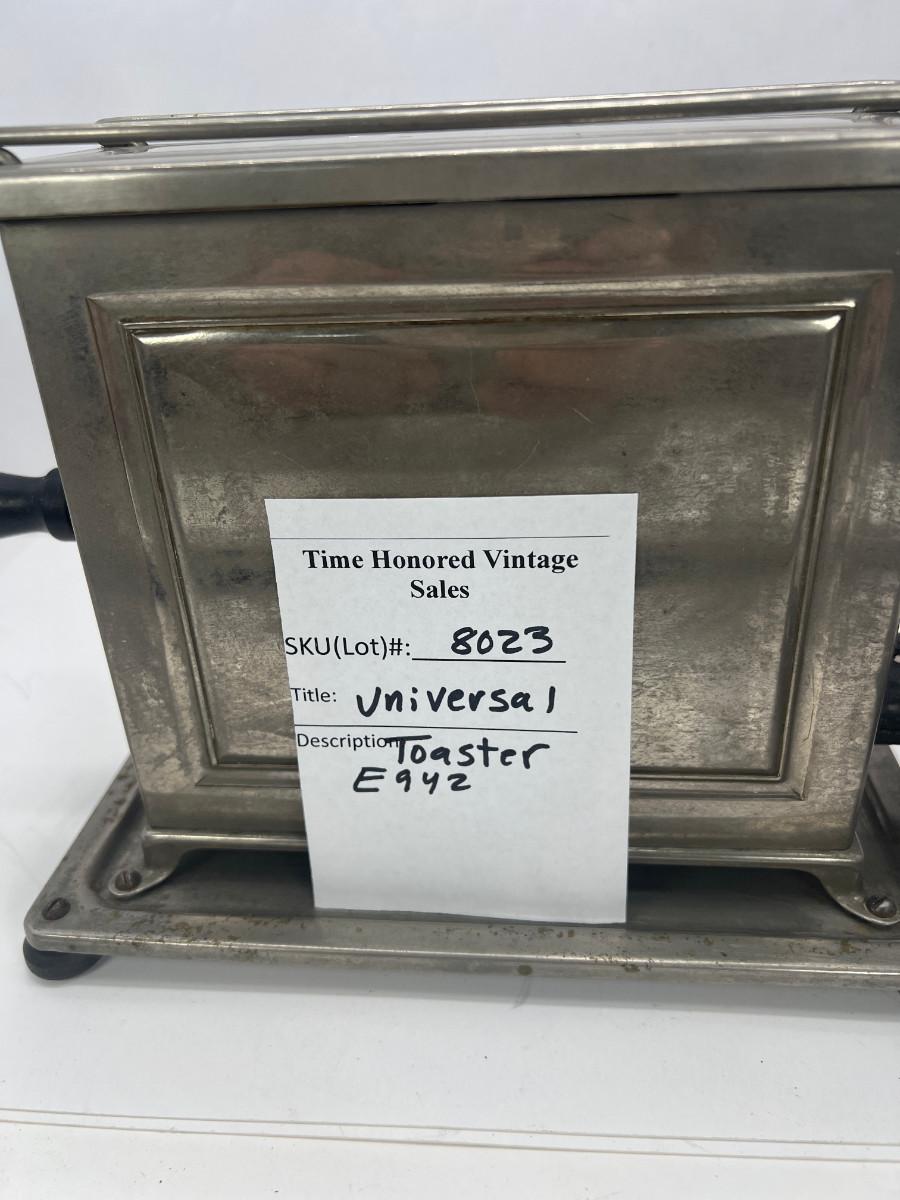 Time Honored Vintage
Sales
SKU(Lot)#: 8023
Title: Universal
Description Toaster
E942